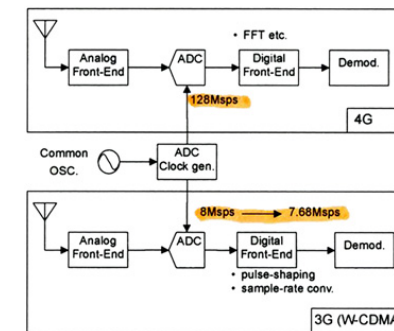 • FFT etc.
Analog
Front-End
ADC
Digital
Front-End
Demod.
128Msps
4G
Common
OSC.
ADC
Clock gen.
8Msps
7.68Msps
Analog
Front-End
ADC
Digital
Front-End
Demod.
• pulse-shaping
• sample-rate conv.
3G (W-CDMA